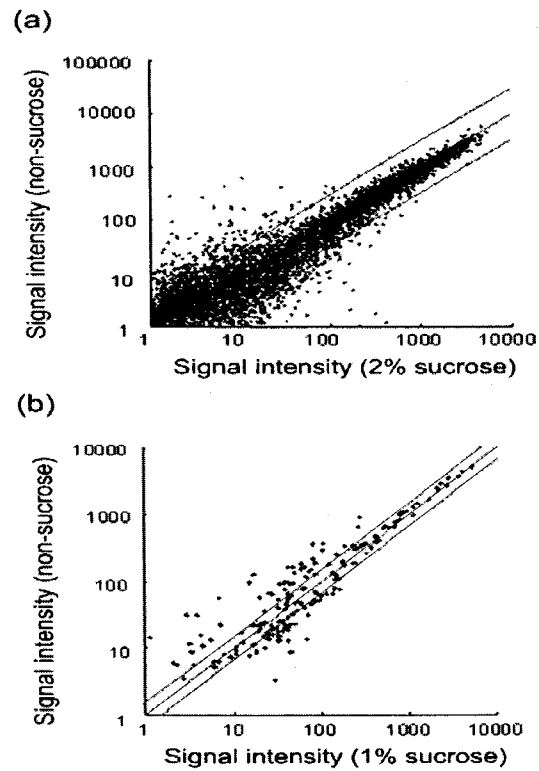 (a)
Signal intensity (non-sucrose)
100000
10000
1000
100
10
1
1 10 100 1000 10000
Signal intensity (2% sucrose)
(b)
Signal intensity (non-sucrose)
10000
1000
100
10
1
1 10 100 1000 10000
Signal intensity (1% sucrose)